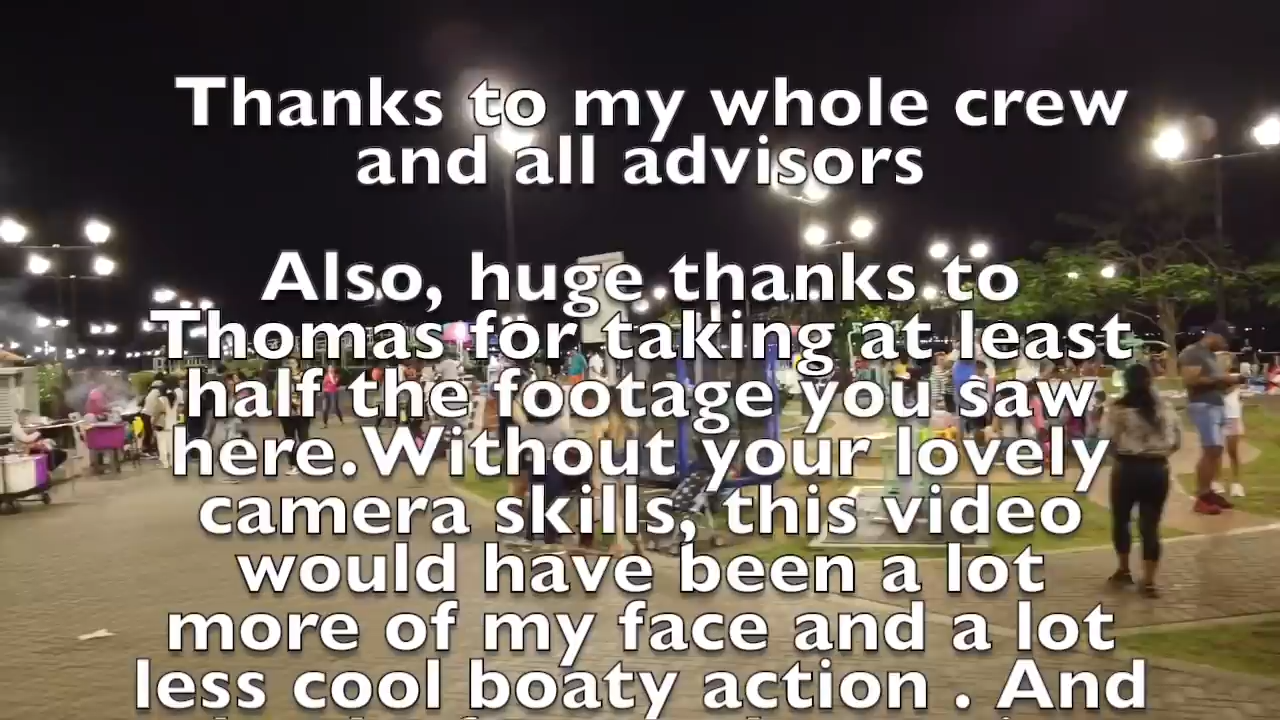 Thanks to my whole crew
and all advisors
Also, huge thanks to
Thomas for taking at least
half the footage you saw
here. Without your lovely
camera skills, this video
would have been a lot
more of my face and a lot
less cool boaty action . And